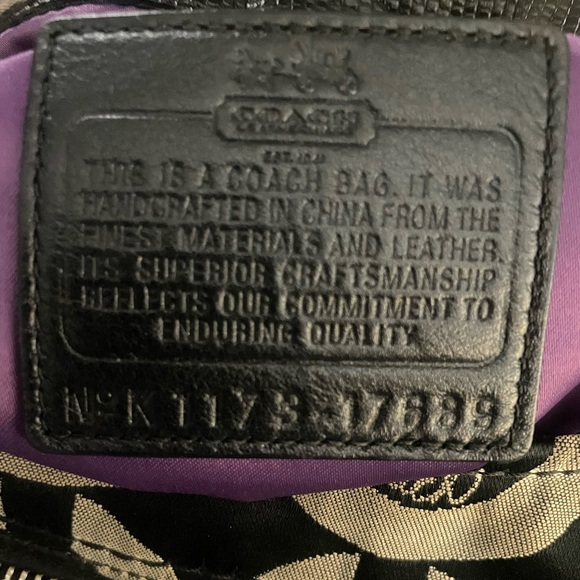 COACH
EST. 1941
THIS IS A COACH BAG. IT WAS
HANDCRAFTED IN CHINA FROM THE
FINEST MATERIALS AND LEATHER.
ITS SUPERIOR CRAFTSMANSHIP
REFLECTS OUR COMMITMENT TO
ENDURING QUALITY
Nº K1173-17689